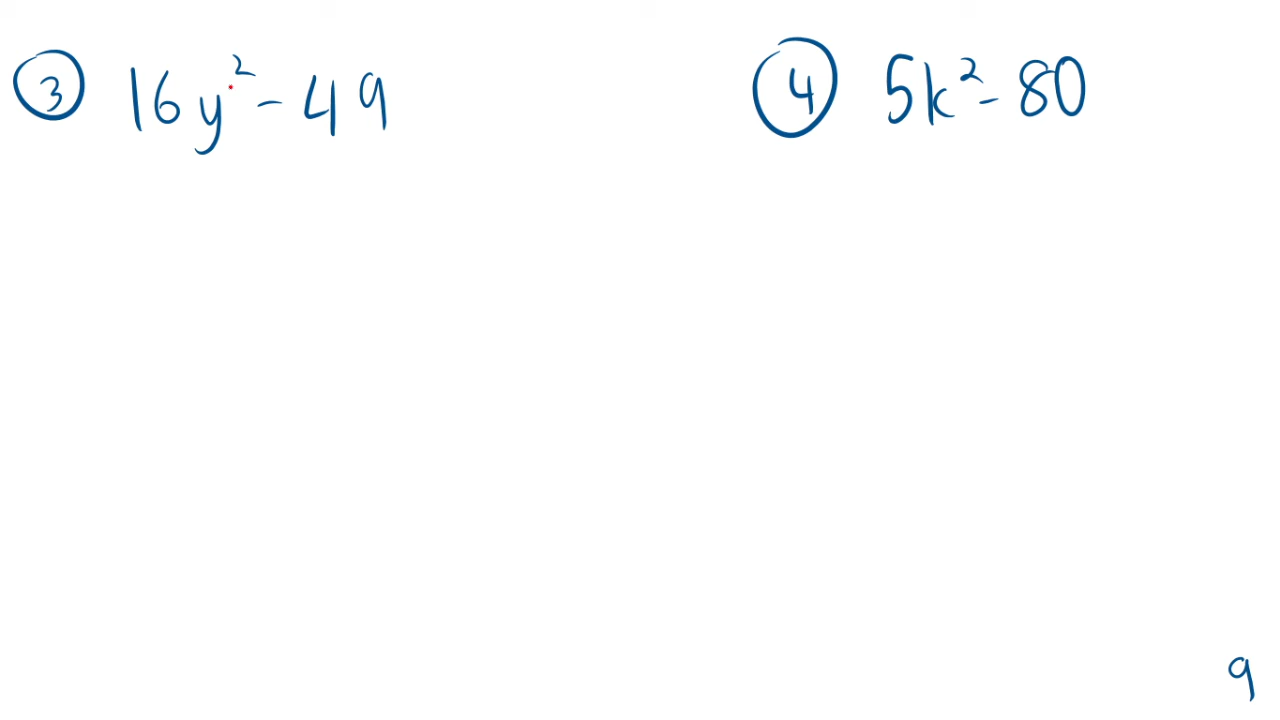 ③ 16y² - 49
④ 5k² - 80
9